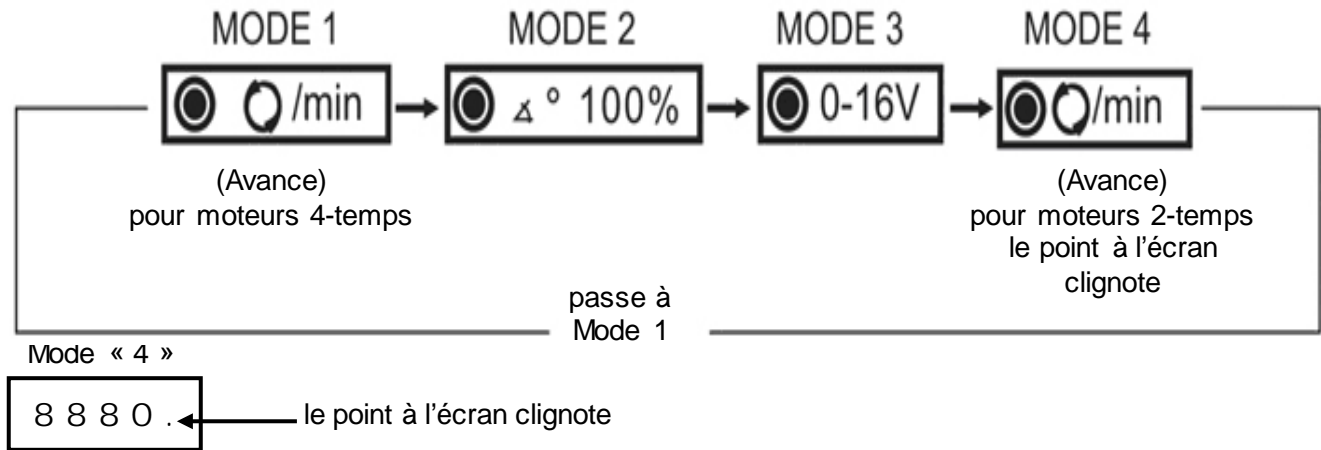 MODE 1 MODE 2 MODE 3 MODE 4
/min ° 100% 0-16V /min
(Avance)
pour moteurs 4-temps
(Avance)
pour moteurs 2-temps
le point à l'écran
clignote
passe à
Mode 1
Mode « 4 »
8880.
le point à l'écran clignote